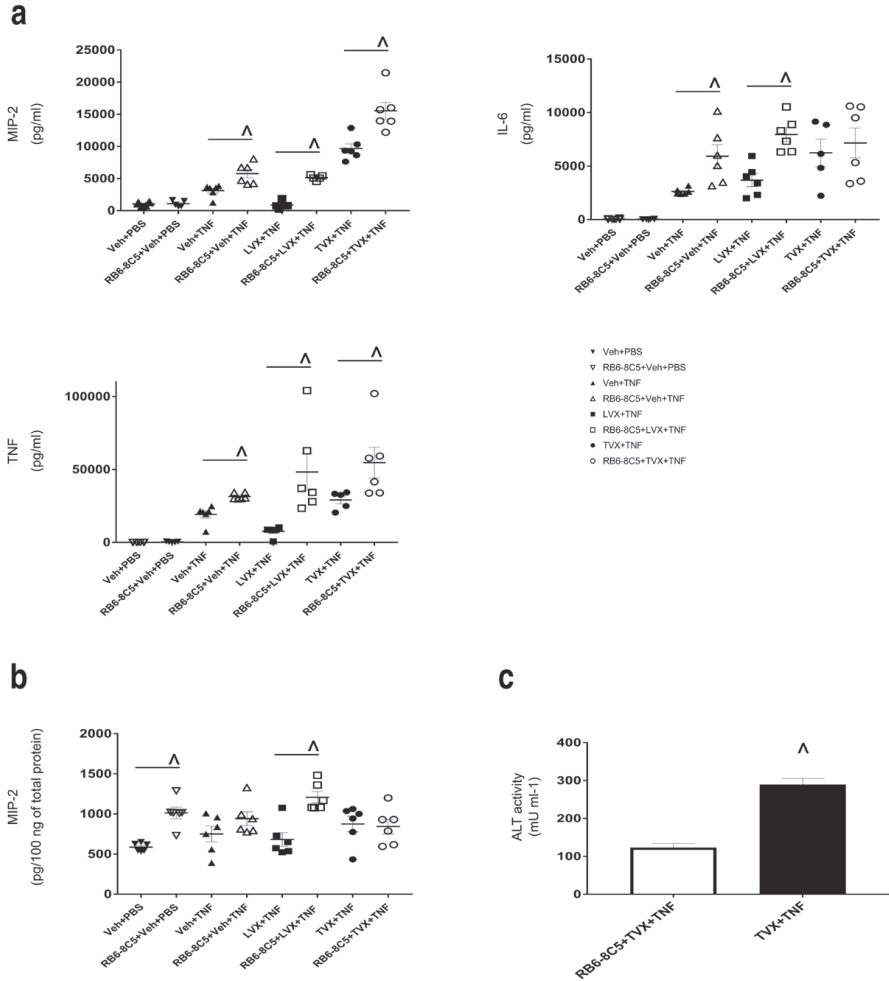 a
MIP-2
(pg/ml)
25000
20000
15000
10000
5000
0
^
^
^
Veh+PBS
RB6-8C5+Veh+PBS
Veh+TNF
RB6-8C5+Veh+TNF
LVX+TNF
RB6-8C5+LVX+TNF
TVX+TNF
RB6-8C5+TVX+TNF
IL-6
(pg/ml)
15000
10000
5000
0
^
^
Veh+PBS
RB6-8C5+Veh+PBS
Veh+TNF
RB6-8C5+Veh+TNF
LVX+TNF
RB6-8C5+LVX+TNF
TVX+TNF
RB6-8C5+TVX+TNF
TNF
(pg/ml)
100000
50000
0
^
^
^
Veh+PBS
RB6-8C5+Veh+PBS
Veh+TNF
RB6-8C5+Veh+TNF
LVX+TNF
RB6-8C5+LVX+TNF
TVX+TNF
RB6-8C5+TVX+TNF
Veh+PBS
RB6-8C5+Veh+PBS
Veh+TNF
RB6-8C5+Veh+TNF
LVX+TNF
RB6-8C5+LVX+TNF
TVX+TNF
RB6-8C5+TVX+TNF
b
MIP-2
(pg/100 ng of total protein)
2000
1500
1000
500
0
^
^
Veh+PBS
RB6-8C5+Veh+PBS
Veh+TNF
RB6-8C5+Veh+TNF
LVX+TNF
RB6-8C5+LVX+TNF
TVX+TNF
RB6-8C5+TVX+TNF
c
ALT activity
(mU ml-1)
400
300
200
100
0
^
RB6-8C5+TVX+TNF
TVX+TNF